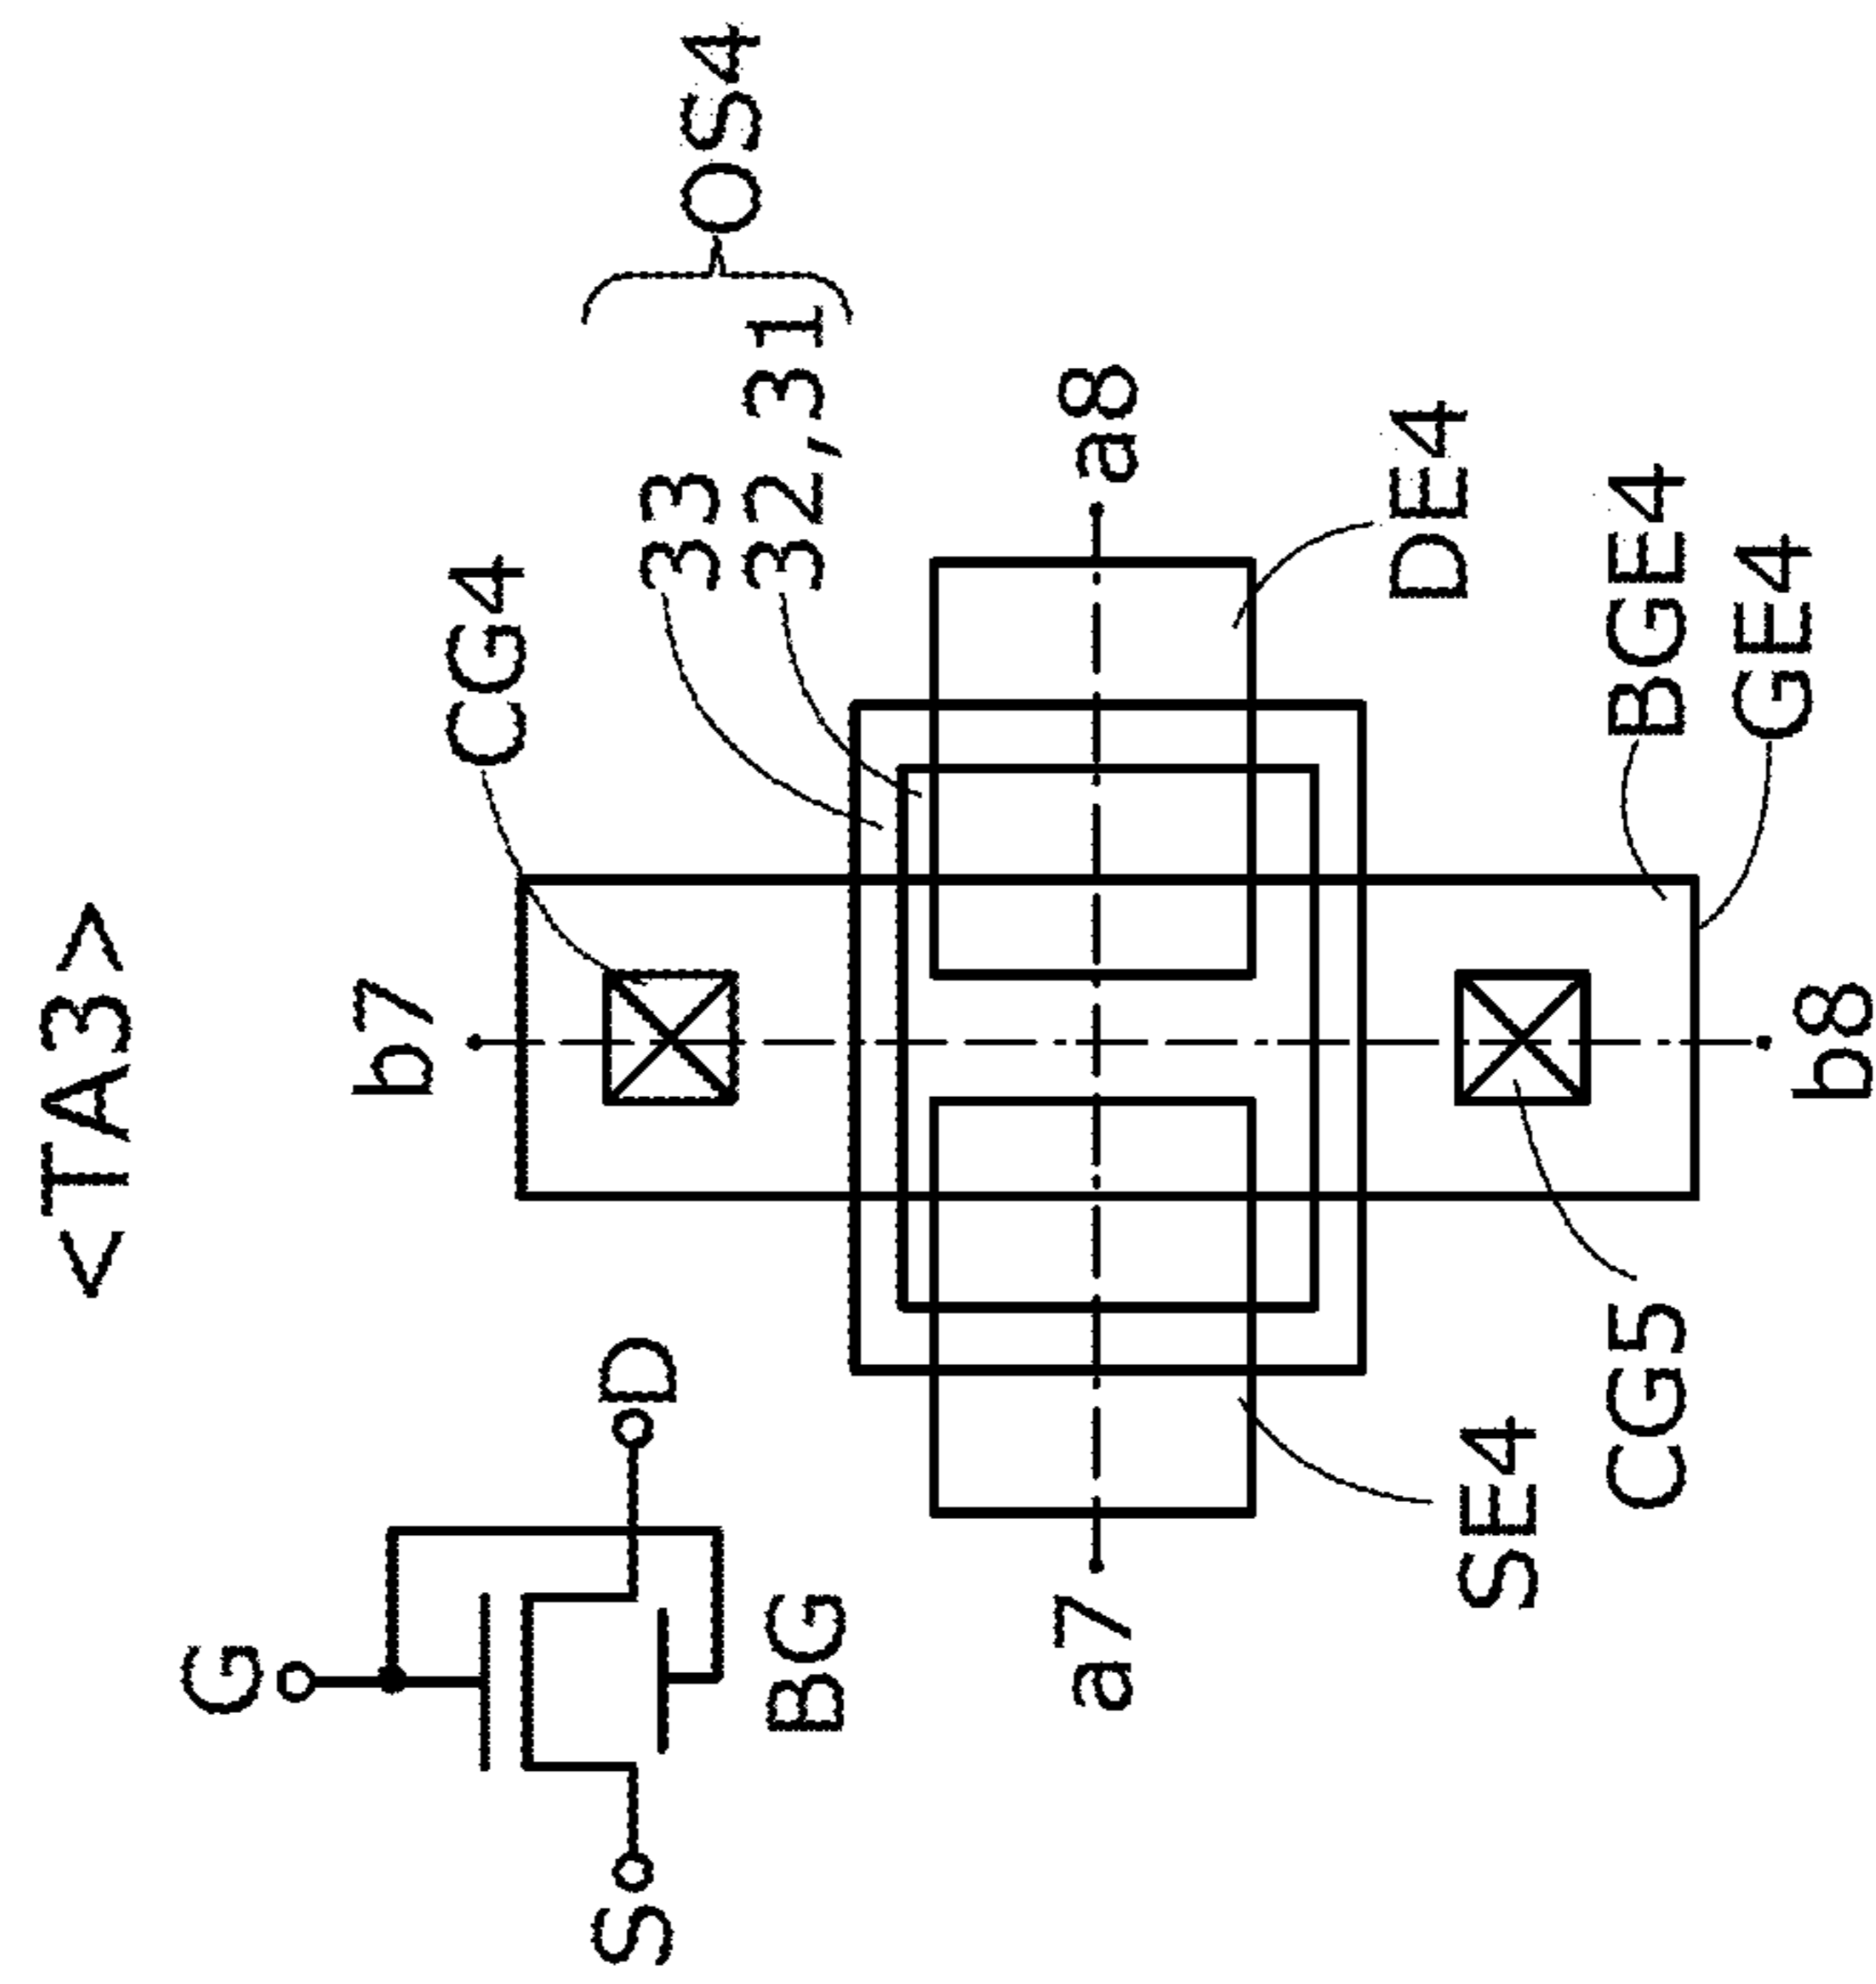 <TA3>
G
b7
CG4
S D
33
OS4
32,31
BG
a7 a8
DE4
SE4
CG5 BGE4
GE4
b8